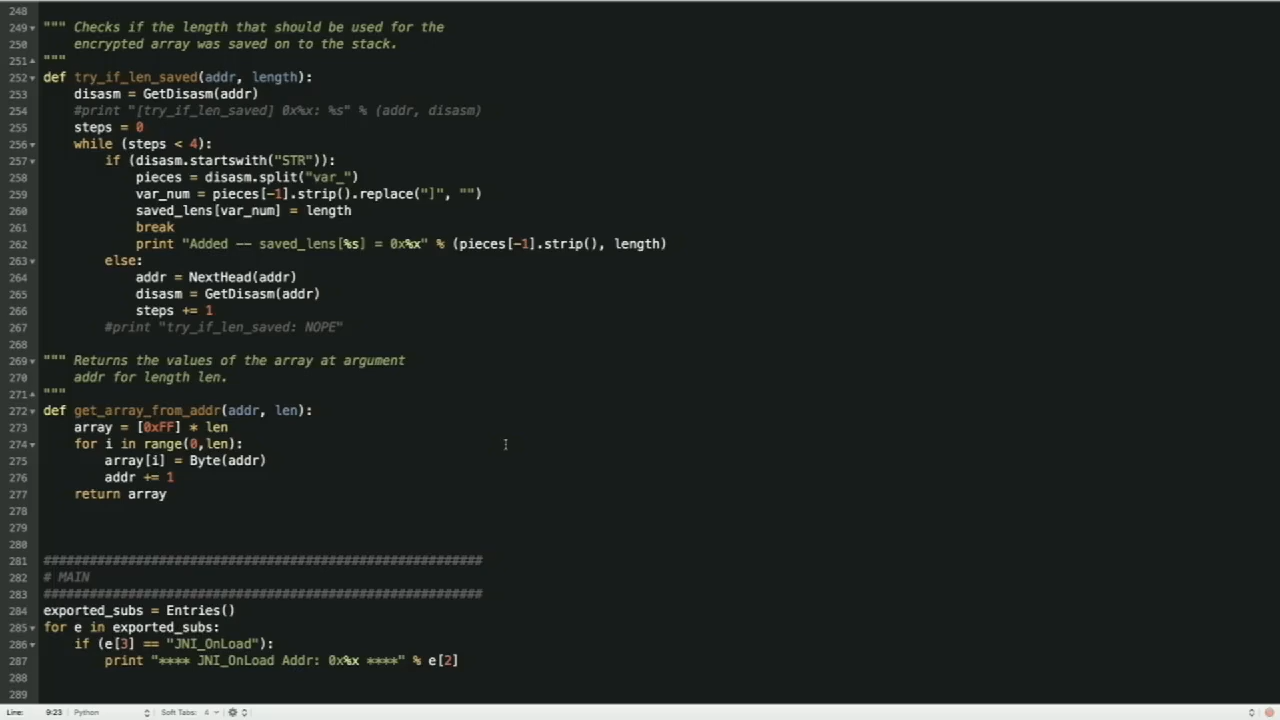 248
249 """ Checks if the length that should be used for the
250 encrypted array was saved on to the stack.
251 """
252 def try_if_len_saved(addr, length):
253 disasm = GetDisasm(addr)
254 #print "[try_if_len_saved] 0x%x: %s" % (addr, disasm)
255 steps = 0
256 while (steps < 4):
257 if (disasm.startswith("STR")):
258 pieces = disasm.split("var_")
259 var_num = pieces[-1].strip().replace("]", "")
260 saved_lens[var_num] = length
261 break
262 print "Added -- saved_lens[%s] = 0x%x" % (pieces[-1].strip(), length)
263 else:
264 addr = NextHead(addr)
265 disasm = GetDisasm(addr)
266 steps += 1
267 #print "try_if_len_saved: NOPE"
268
269 """ Returns the values of the array at argument
270 addr for length len.
271 """
272 def get_array_from_addr(addr, len):
273 array = [0xFF] * len
274 for i in range(0,len):
275 array[i] = Byte(addr)
276 addr += 1
277 return array
278
279
280
281 #########################################################
282 # MAIN
283 #########################################################
284 exported_subs = Entries()
285 for e in exported_subs:
286 if (e[3] == "JNI_OnLoad"):
287 print "**** JNI_OnLoad Addr: 0x%x ****" % e[2]
288
289
Line: 9:23 Python Soft Tabs: 4